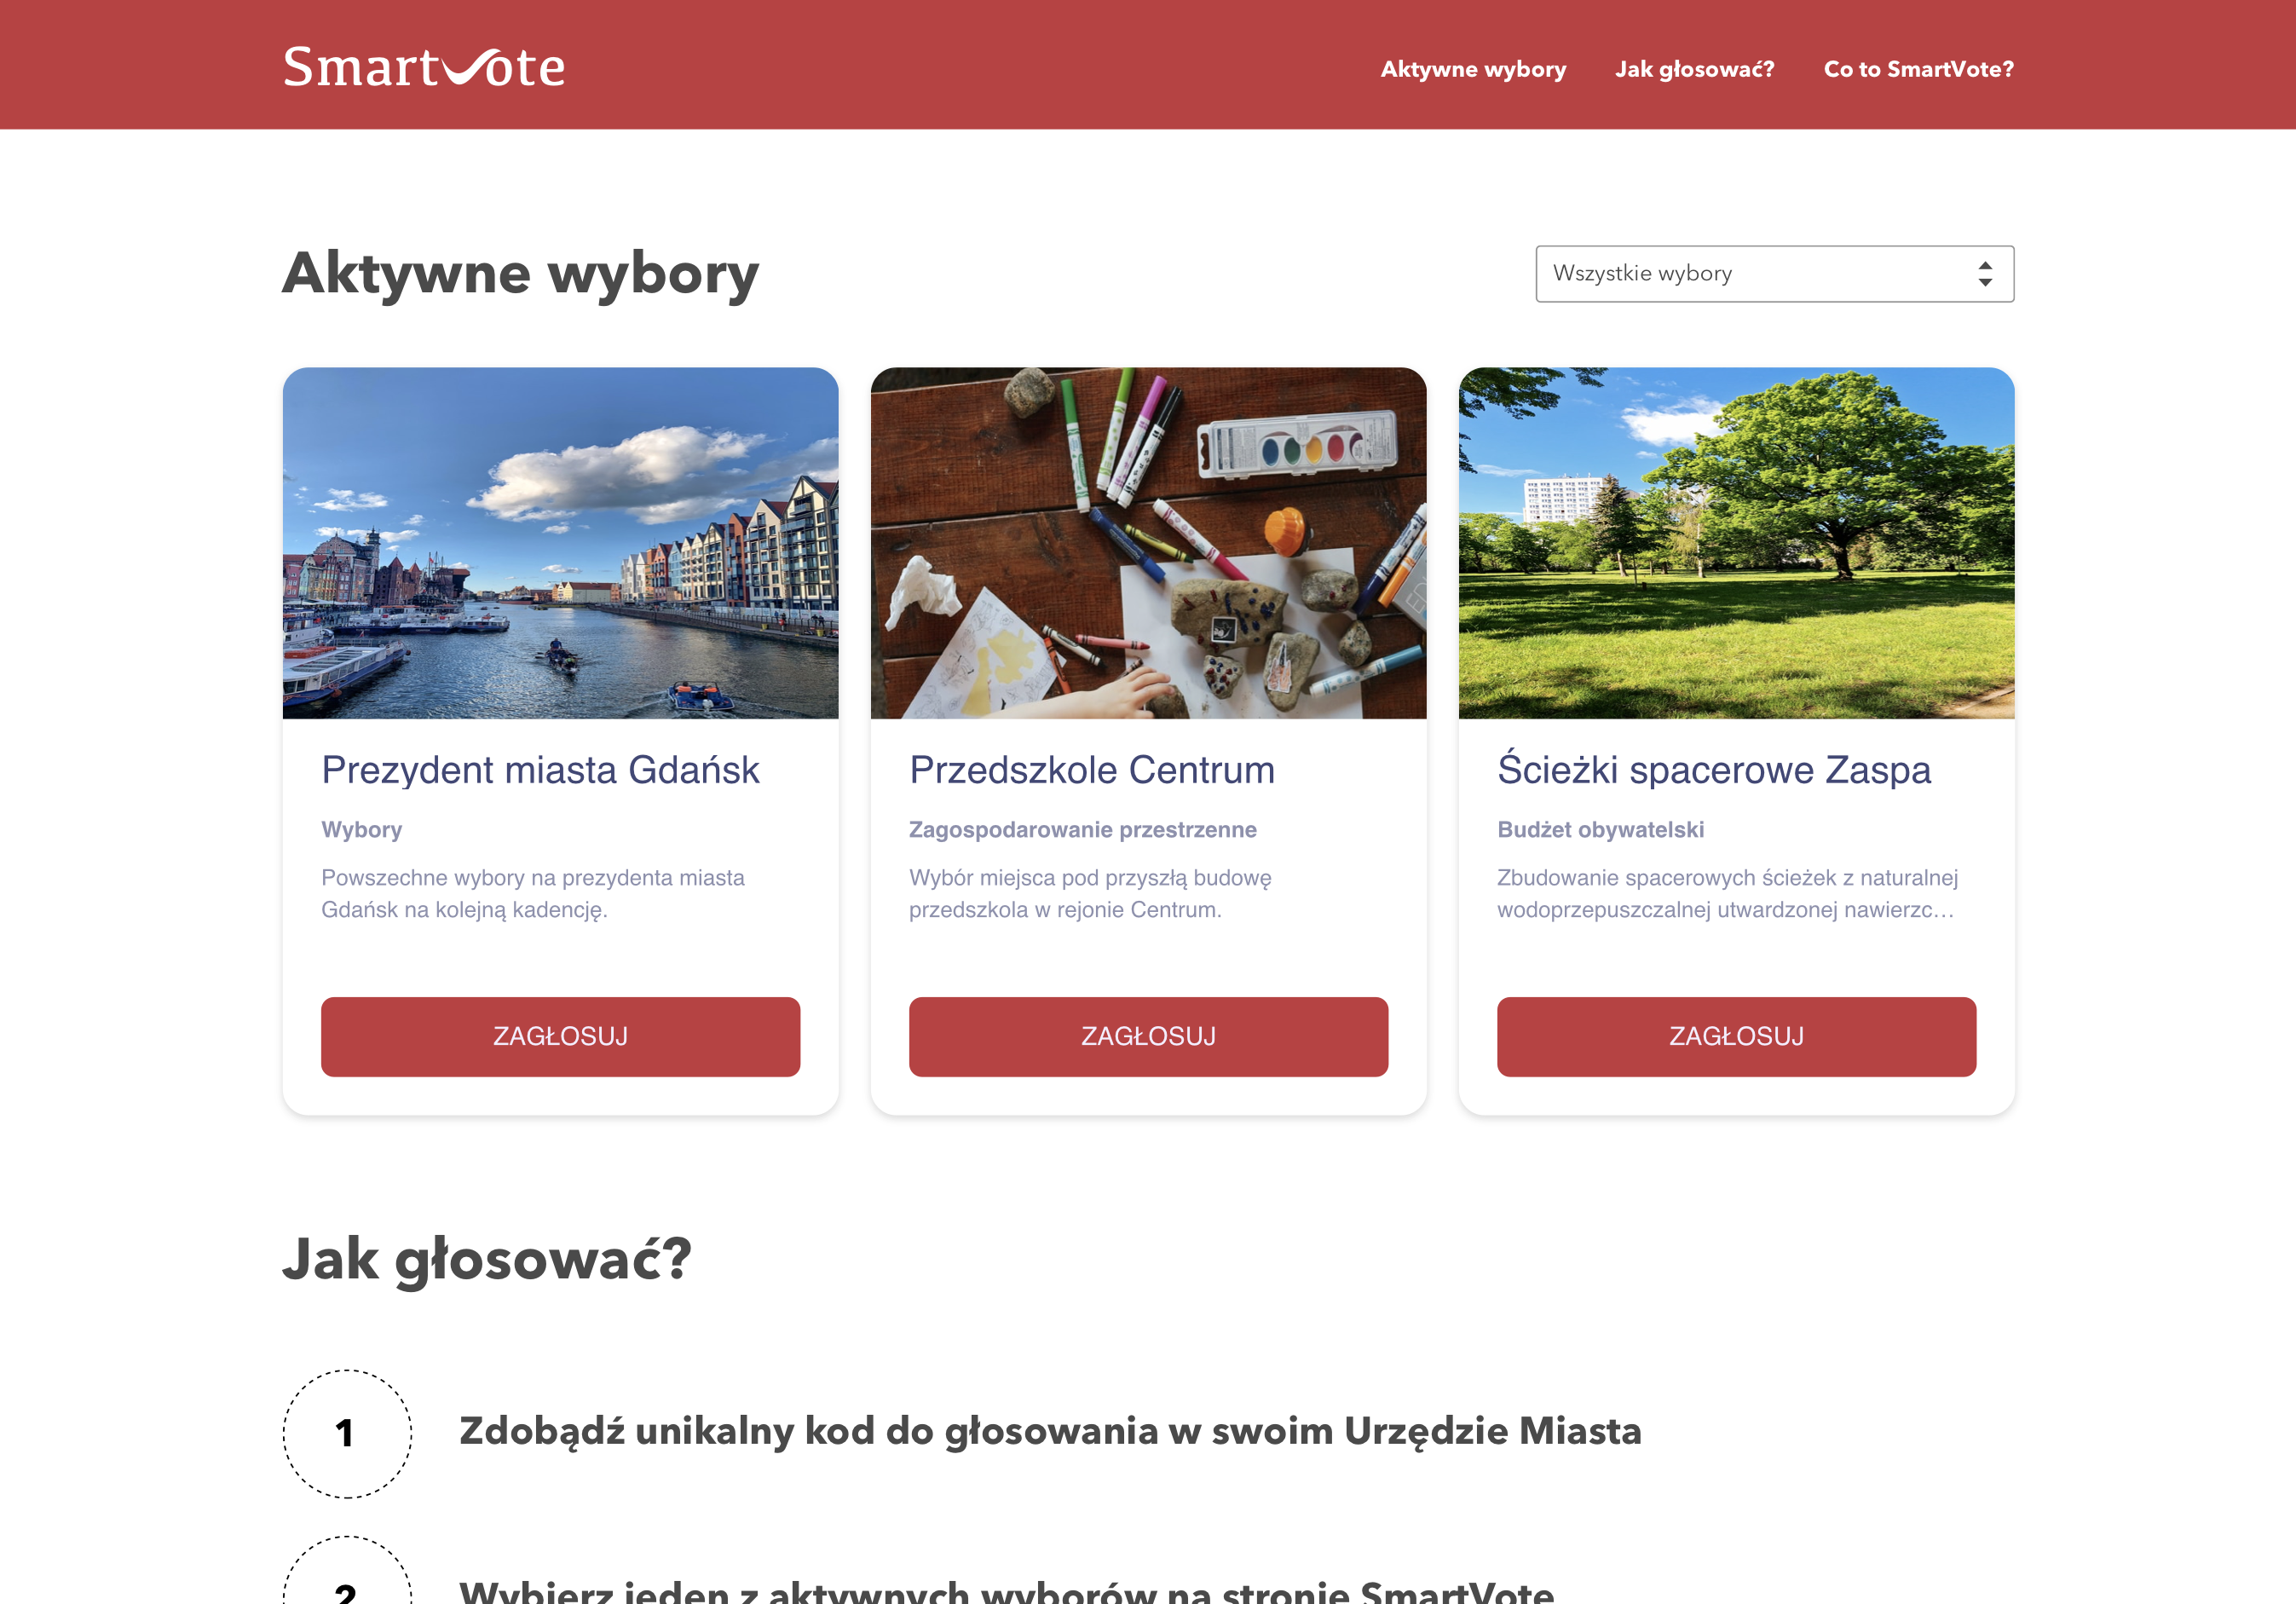 Smartvote
Aktywne wybory
Jak głosować?
Co to SmartVote?
Aktywne wybory
Wszystkie wybory
Prezydent miasta Gdańsk
Wybory
Powszechne wybory na prezydenta miasta
Gdańsk na kolejną kadencję.
ZAGŁOSUJ
Przedszkole Centrum
Zagospodarowanie przestrzenne
Wybór miejsca pod przyszłą budowę
przedszkola w rejonie Centrum.
ZAGŁOSUJ
Ścieżki spacerowe Zaspa
Budżet obywatelski
Zbudowanie spacerowych ścieżek z naturalnej
wodoprzepuszczalnej utwardzonej nawierzc...
ZAGŁOSUJ
Jak głosować?
1
Zdobądź unikalny kod do głosowania w swoim Urzędzie Miasta
2
Wybierz jeden z aktywnych wyborów na stronie SmartVote